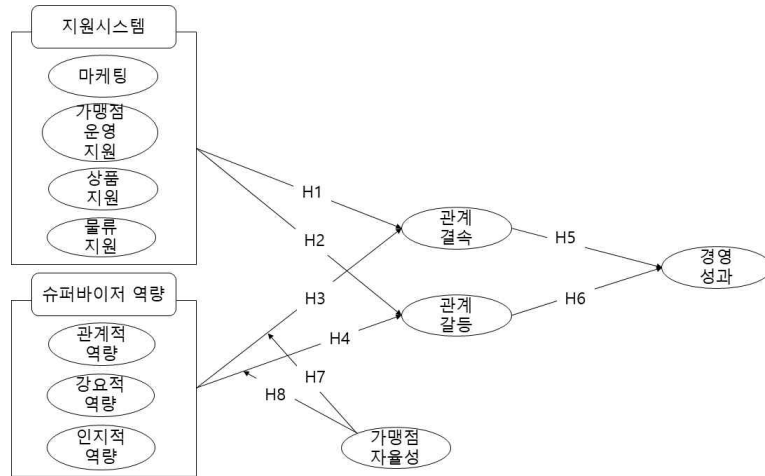 지원시스템
마케팅
가맹점
운영
지원
상품
지원
물류
지원
슈퍼바이저 역량
관계적
역량
강요적
역량
인지적
역량
H1
H2
H3
H4
H7
H8
관계
결속
관계
갈등
가맹점
자율성
H5
H6
경영
성과